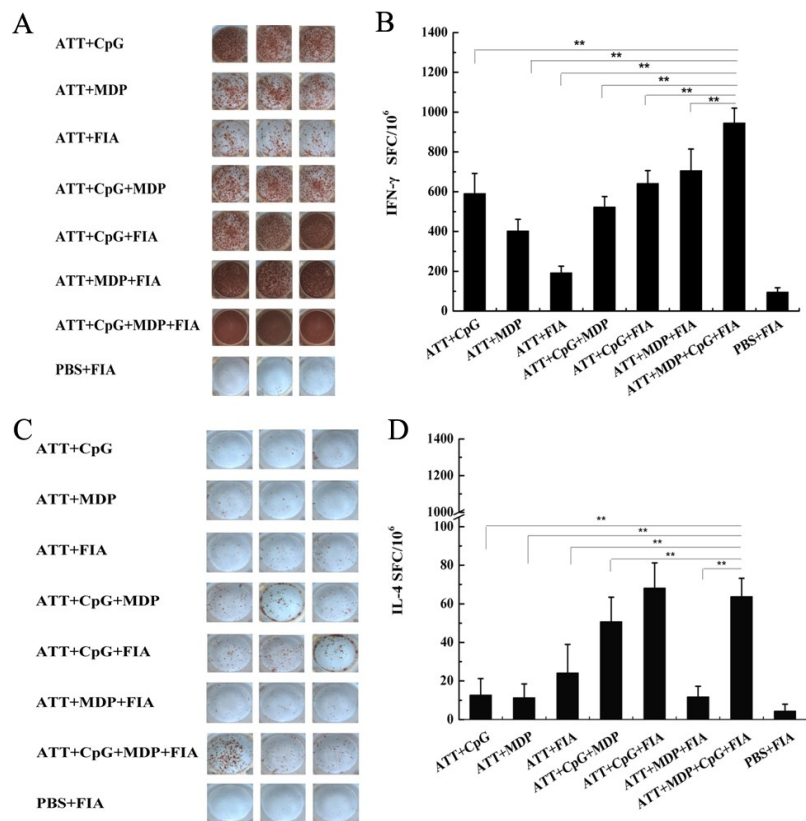 A
ATT+CpG
ATT+MDP
ATT+FIA
ATT+CpG+MDP
ATT+CpG+FIA
ATT+MDP+FIA
ATT+CpG+MDP+FIA
PBS+FIA
B
IFN-γ SFC/10⁶
1400
1200
1000
800
600
400
200
0
**
**
**
**
**
**
ATT+CpG
ATT+MDP
ATT+FIA
ATT+CpG+MDP
ATT+CpG+FIA
ATT+MDP+FIA
ATT+MDP+CpG+FIA
PBS+FIA
C
ATT+CpG
ATT+MDP
ATT+FIA
ATT+CpG+MDP
ATT+CpG+FIA
ATT+MDP+FIA
ATT+CpG+MDP+FIA
PBS+FIA
D
IL-4 SFC/10⁶
1400
1200
1000
100
80
60
40
20
0
**
**
**
**
**
ATT+CpG
ATT+MDP
ATT+FIA
ATT+CpG+MDP
ATT+CpG+FIA
ATT+MDP+FIA
ATT+MDP+CpG+FIA
PBS+FIA